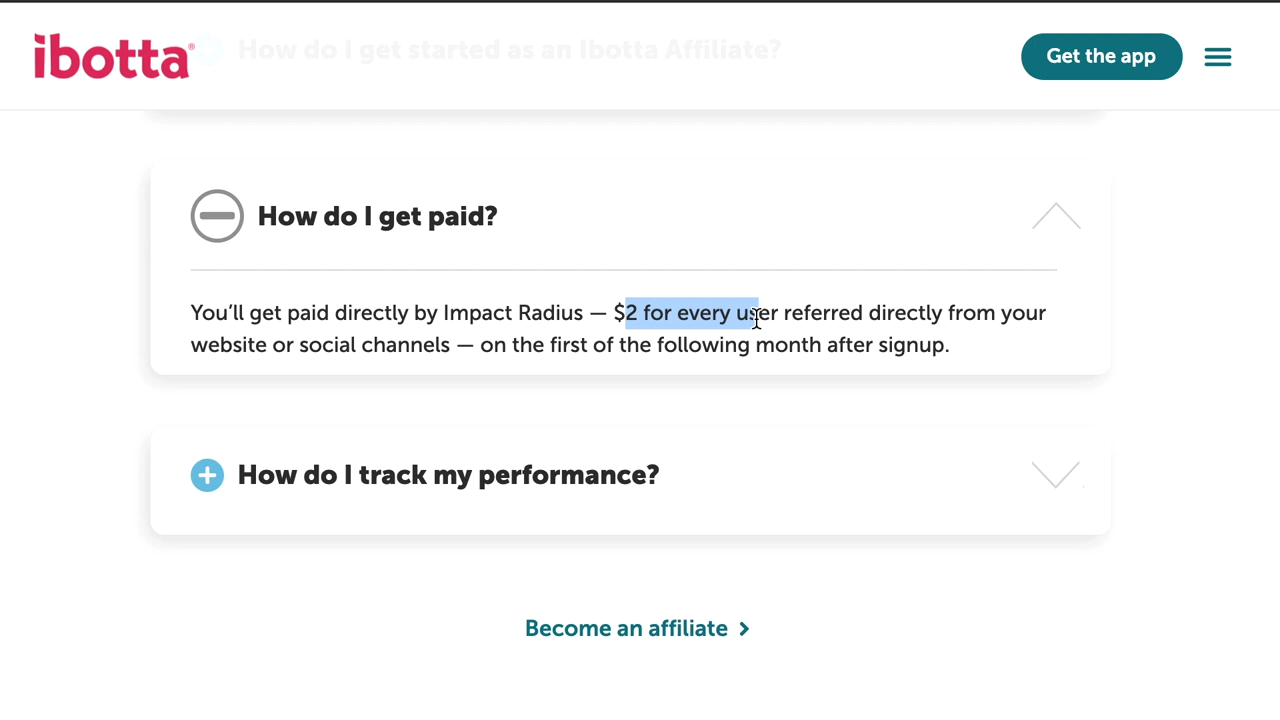 ibotta®
How do I get started as an Ibotta Affiliate?
Get the app
How do I get paid?
You’ll get paid directly by Impact Radius — $2 for every user referred directly from your
website or social channels — on the first of the following month after signup.
How do I track my performance?
Become an affiliate